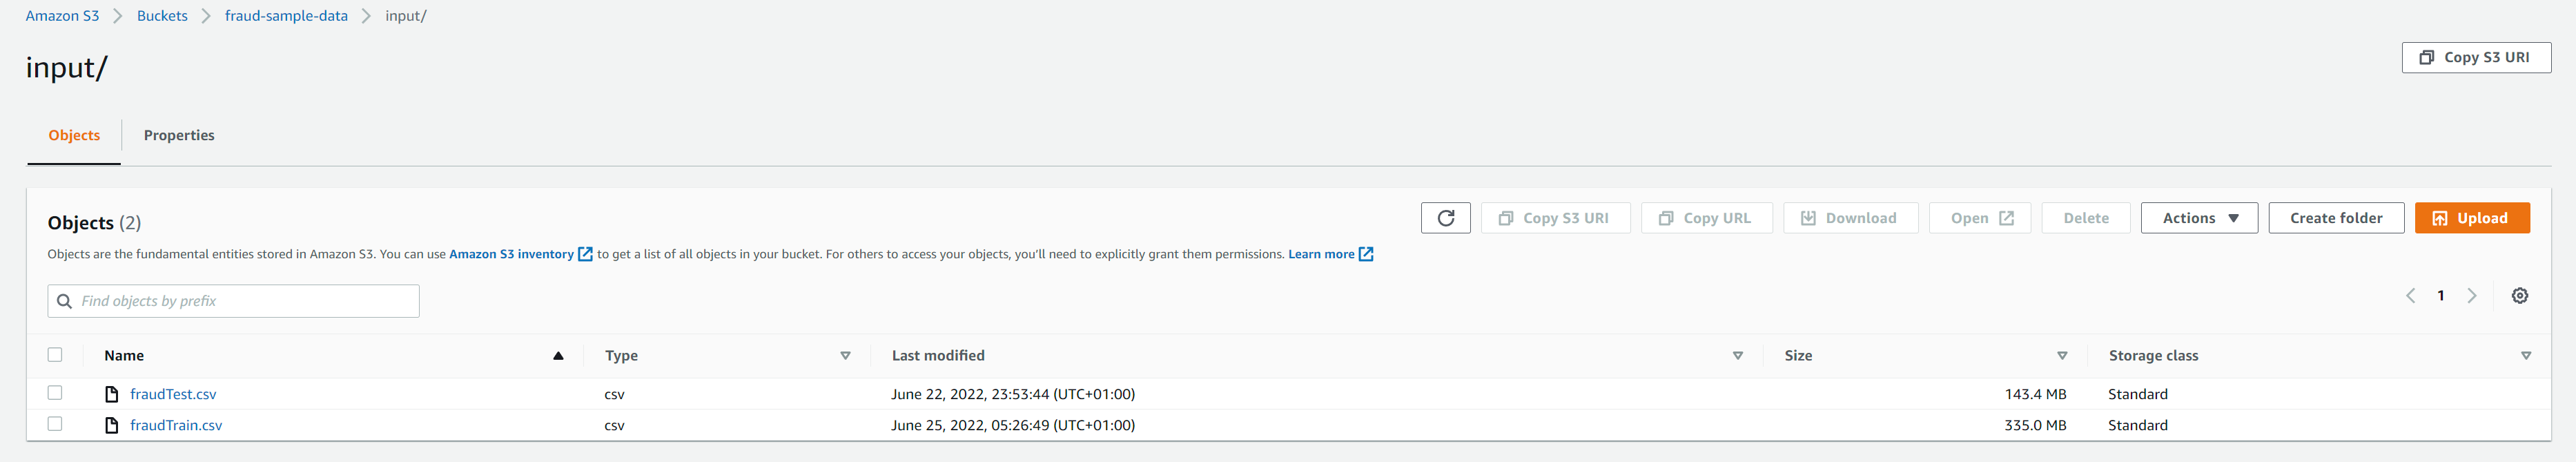 Amazon S3 > Buckets > fraud-sample-data > input/
input/
Copy S3 URI
Objects Properties
Objects (2)
Copy S3 URI Copy URL Download Open Delete Actions Create folder Upload
Objects are the fundamental entities stored in Amazon S3. You can use Amazon S3 inventory to get a list of all objects in your bucket. For others to access your objects, you'll need to explicitly grant them permissions. Learn more
Find objects by prefix
1
Name Type Last modified Size Storage class
fraudTest.csv csv June 22, 2022, 23:53:44 (UTC+01:00) 143.4 MB Standard
fraudTrain.csv csv June 25, 2022, 05:26:49 (UTC+01:00) 335.0 MB Standard